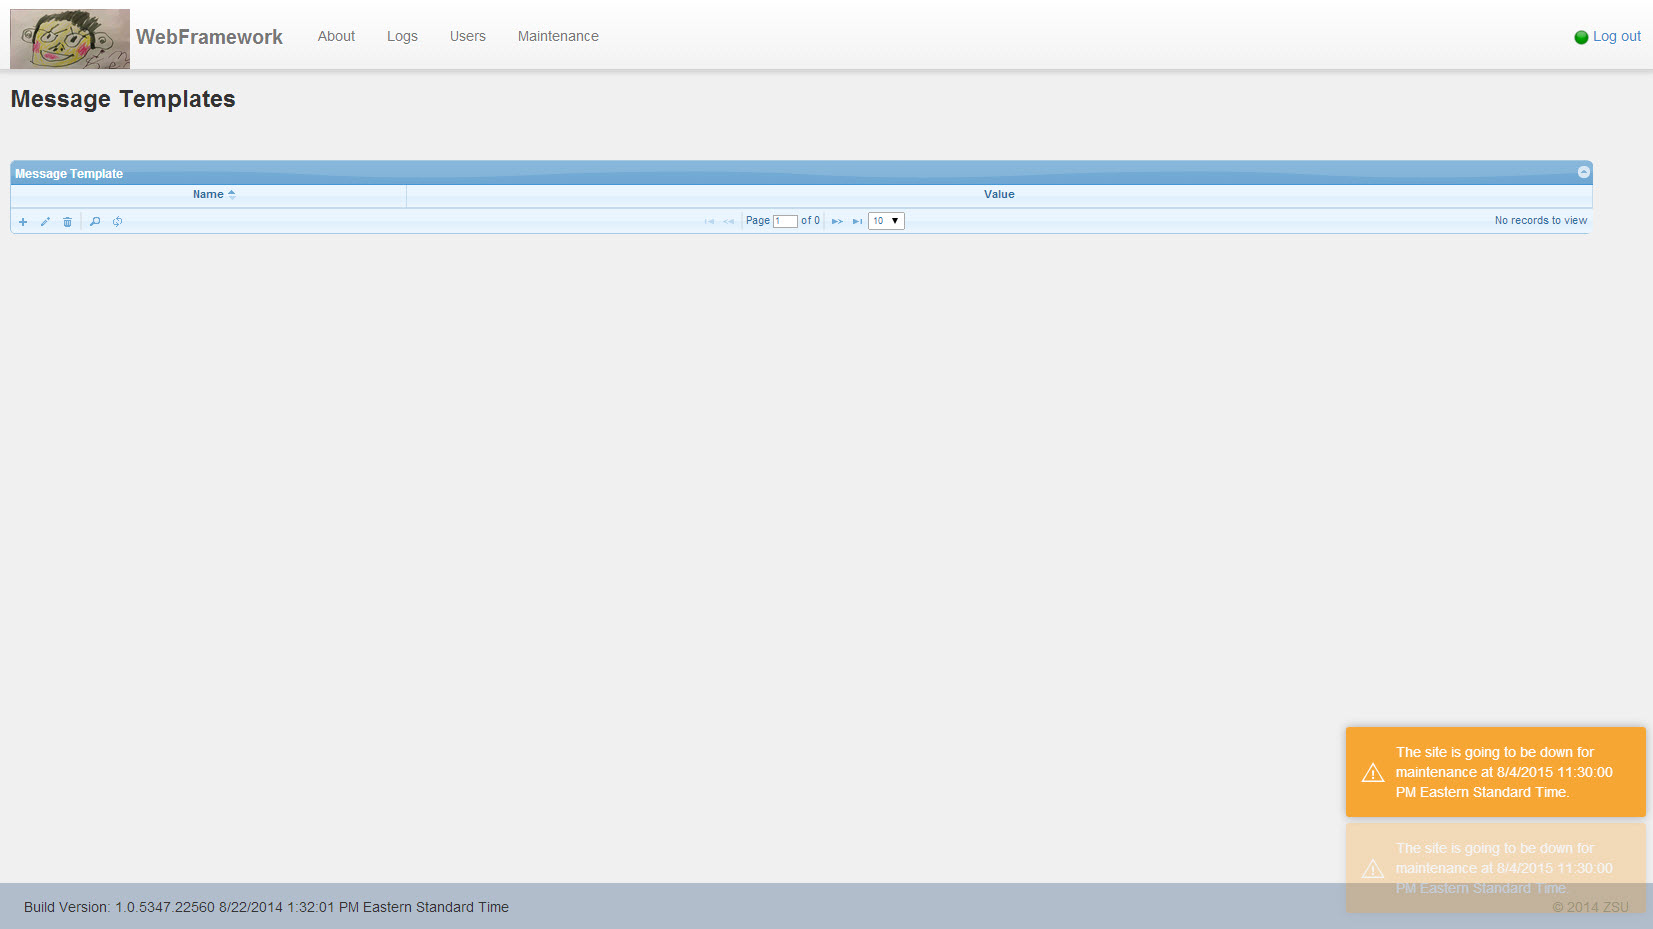 WebFramework About Logs Users Maintenance Log out
Message Templates
Message Template
Name Value
Page 1 of 0 10 No records to view
The site is going to be down for
maintenance at 8/4/2015 11:30:00
PM Eastern Standard Time.
The site is going to be down for
maintenance at 8/4/2015 11:30:00
PM Eastern Standard Time.
Build Version: 1.0.5347.22560 8/22/2014 1:32:01 PM Eastern Standard Time © 2014 ZSU